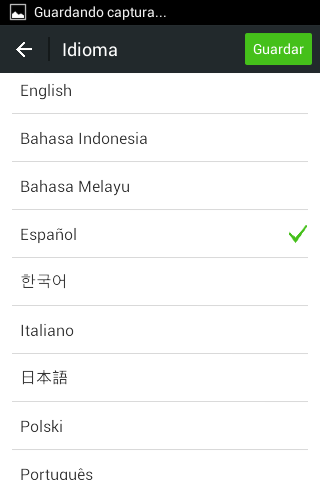 Guardando captura...
Idioma
Guardar
English
Bahasa Indonesia
Bahasa Melayu
Español
한국어
Italiano
日本語
Polski
Português